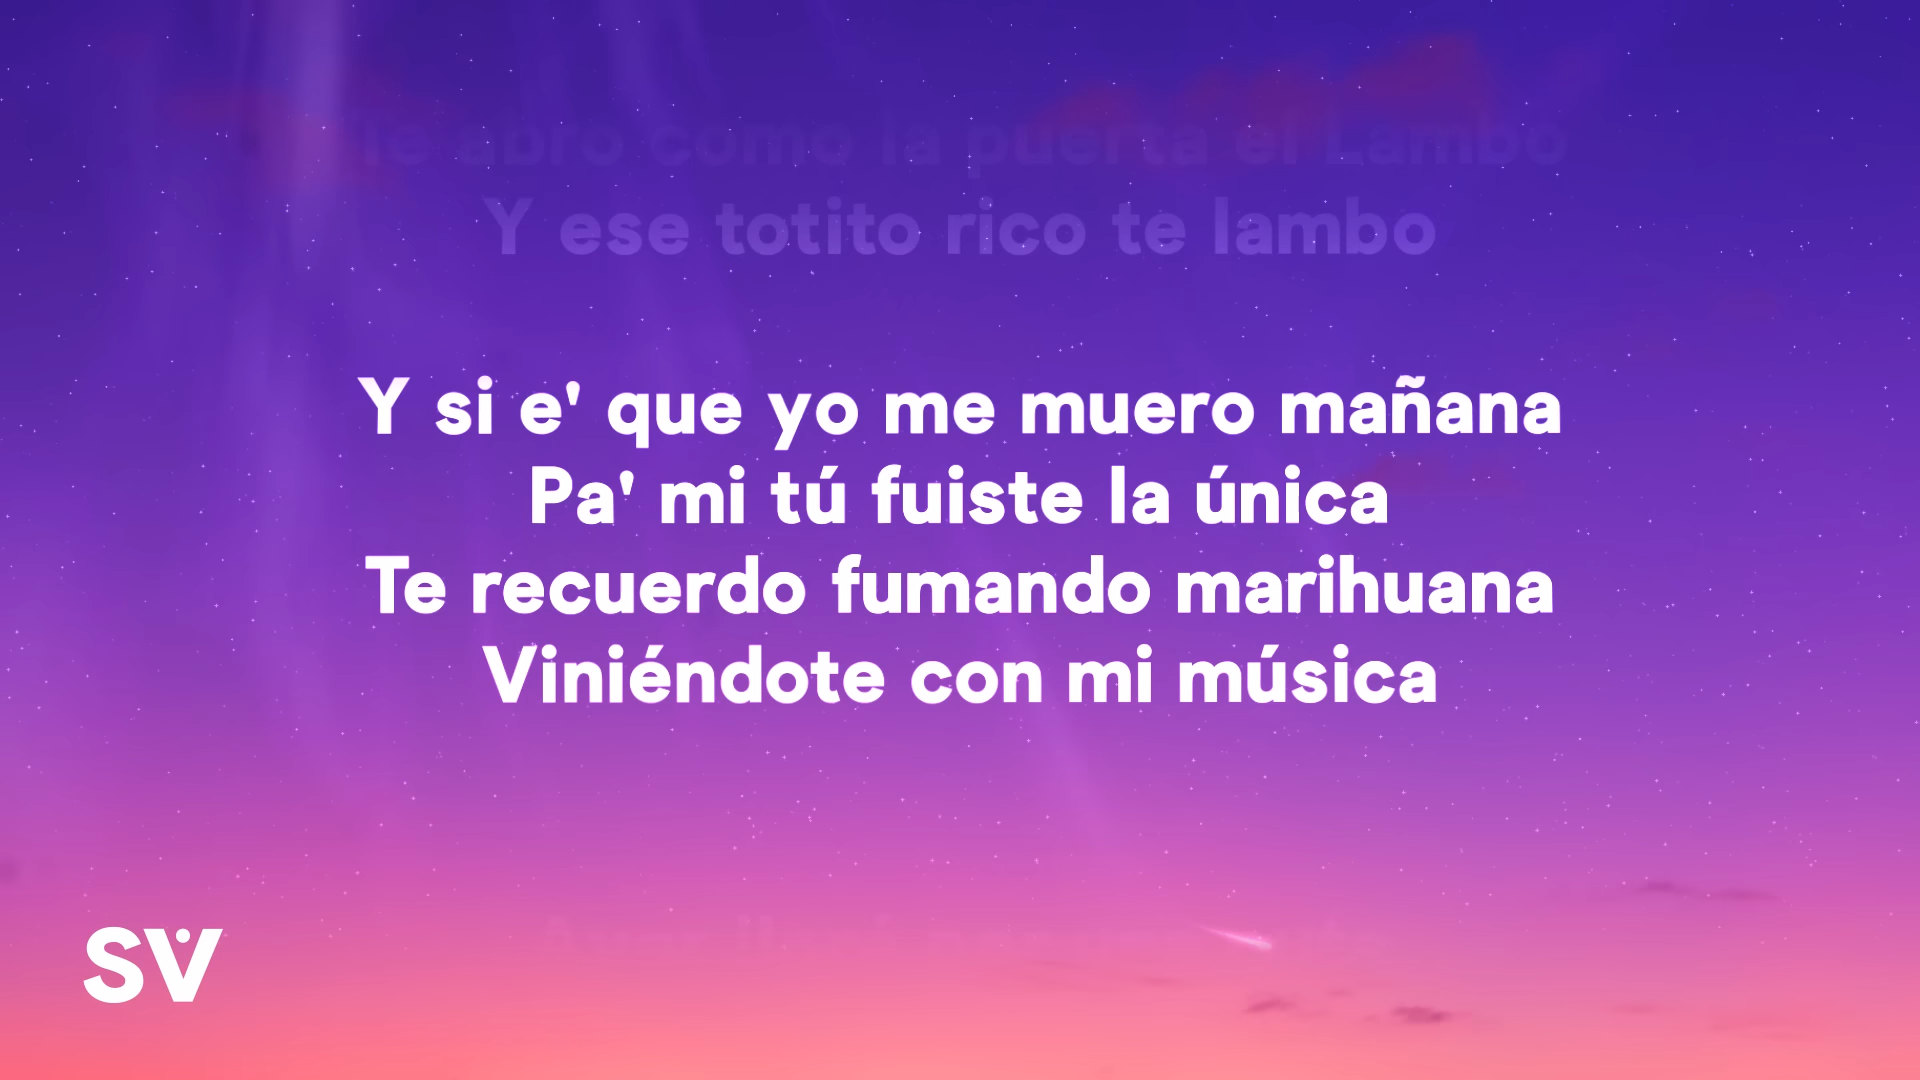 Te abro como la puerta el Lambo
Y ese totito rico te lambo
Y si e' que yo me muero mañana
Pa' mi tú fuiste la única
Te recuerdo fumando marihuana
Viniéndote con mi música
SV